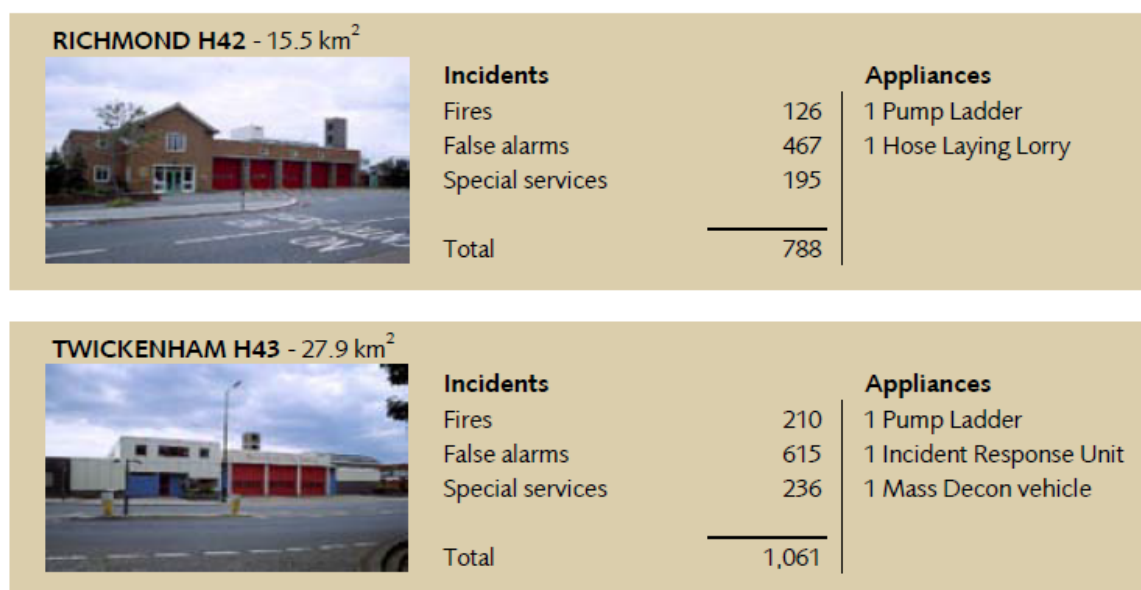 RICHMOND H42 - 15.5 km²
Incidents Appliances
Fires 126 1 Pump Ladder
False alarms 467 1 Hose Laying Lorry
Special services 195
Total 788
TWICKENHAM H43 - 27.9 km²
Incidents Appliances
Fires 210 1 Pump Ladder
False alarms 615 1 Incident Response Unit
Special services 236 1 Mass Decon vehicle
Total 1,061